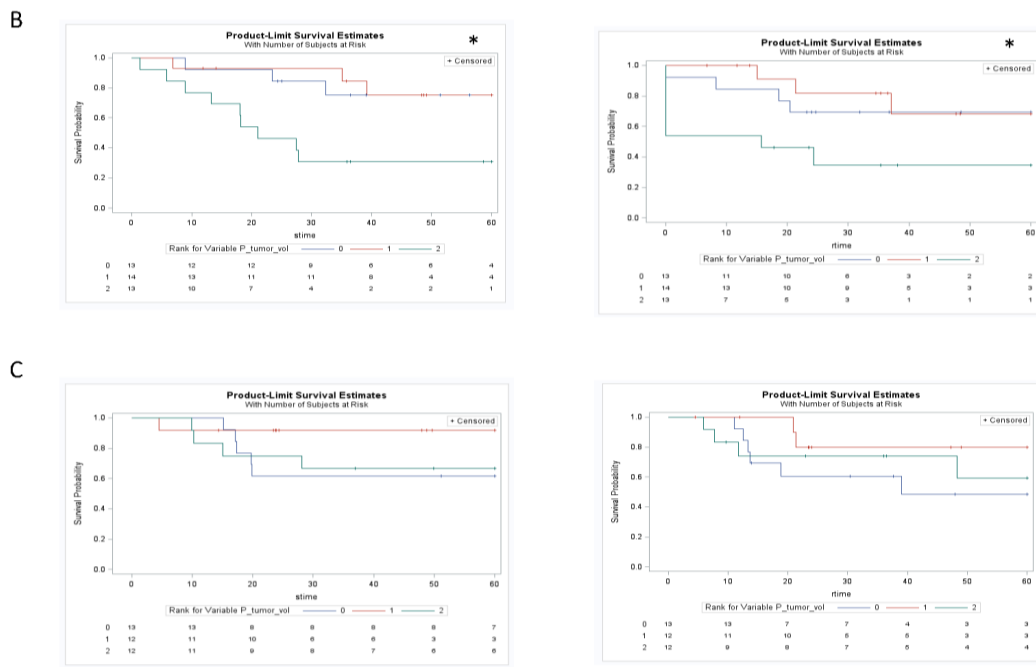 B
Product-Limit Survival Estimates
With Number of Subjects at Risk
*
+ Censored
Survival Probability
1.0
0.8
0.6
0.4
0.2
0.0
0 10 20 30 40 50 60
stime
Rank for Variable P_tumor_vol 0 1 2
0 13 12 12 9 6 6 4
1 14 13 11 11 8 4 4
2 13 10 7 4 2 2 1
Product-Limit Survival Estimates
With Number of Subjects at Risk
*
+ Censored
Survival Probability
1.0
0.8
0.6
0.4
0.2
0.0
0 10 20 30 40 50 60
rtime
Rank for Variable P_tumor_vol 0 1 2
0 13 11 10 6 3 2 2
1 14 13 10 9 5 3 3
2 13 7 6 3 1 1 1
C
Product-Limit Survival Estimates
With Number of Subjects at Risk
+ Censored
Survival Probability
1.0
0.8
0.6
0.4
0.2
0.0
0 10 20 30 40 50 60
stime
Rank for Variable P_tumor_vol 0 1 2
0 13 13 8 8 8 8 7
1 12 11 10 6 6 3 3
2 12 11 9 7 6 6
Product-Limit Survival Estimates
With Number of Subjects at Risk
+ Censored
Survival Probability
1.0
0.8
0.6
0.4
0.2
0.0
0 10 20 30 40 50 60
rtime
Rank for Variable P_tumor_vol 0 1 2
0 13 13 7 7 4 3 3
1 12 11 10 3 3
2 12 9 7 5 4 4